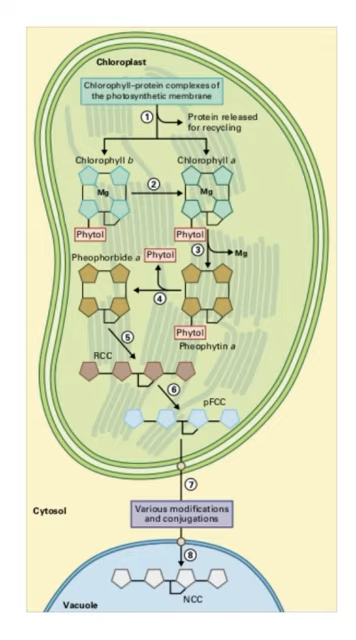 Chloroplast
Chlorophyll–protein complexes of
the photosynthetic membrane
1
Protein released
for recycling
Chlorophyll b
Chlorophyll a
Mg
2
Mg
Phytol
Phytol
3
Mg
Pheophorbide a
Phytol
4
Phytol
Pheophytin a
5
RCC
6
pFCC
7
Cytosol
Various modifications
and conjugations
8
NCC
Vacuole